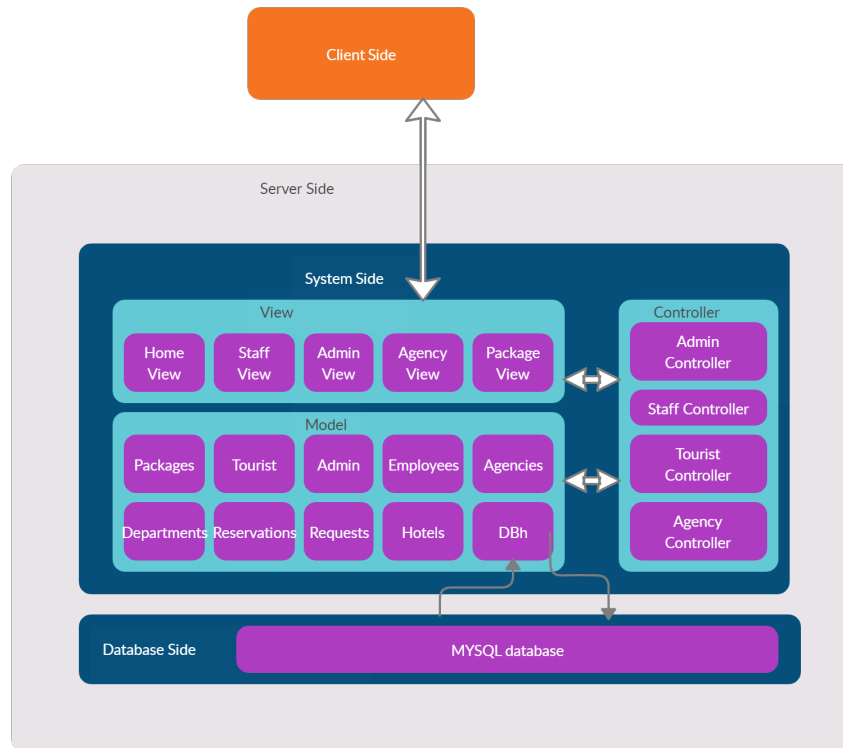 Client Side
Server Side
System Side
View
Home
View
Staff
View
Admin
View
Agency
View
Package
View
Model
Packages
Tourist
Admin
Employees
Agencies
Departments
Reservations
Requests
Hotels
DBh
Controller
Admin
Controller
Staff Controller
Tourist
Controller
Agency
Controller
Database Side
MYSQL database